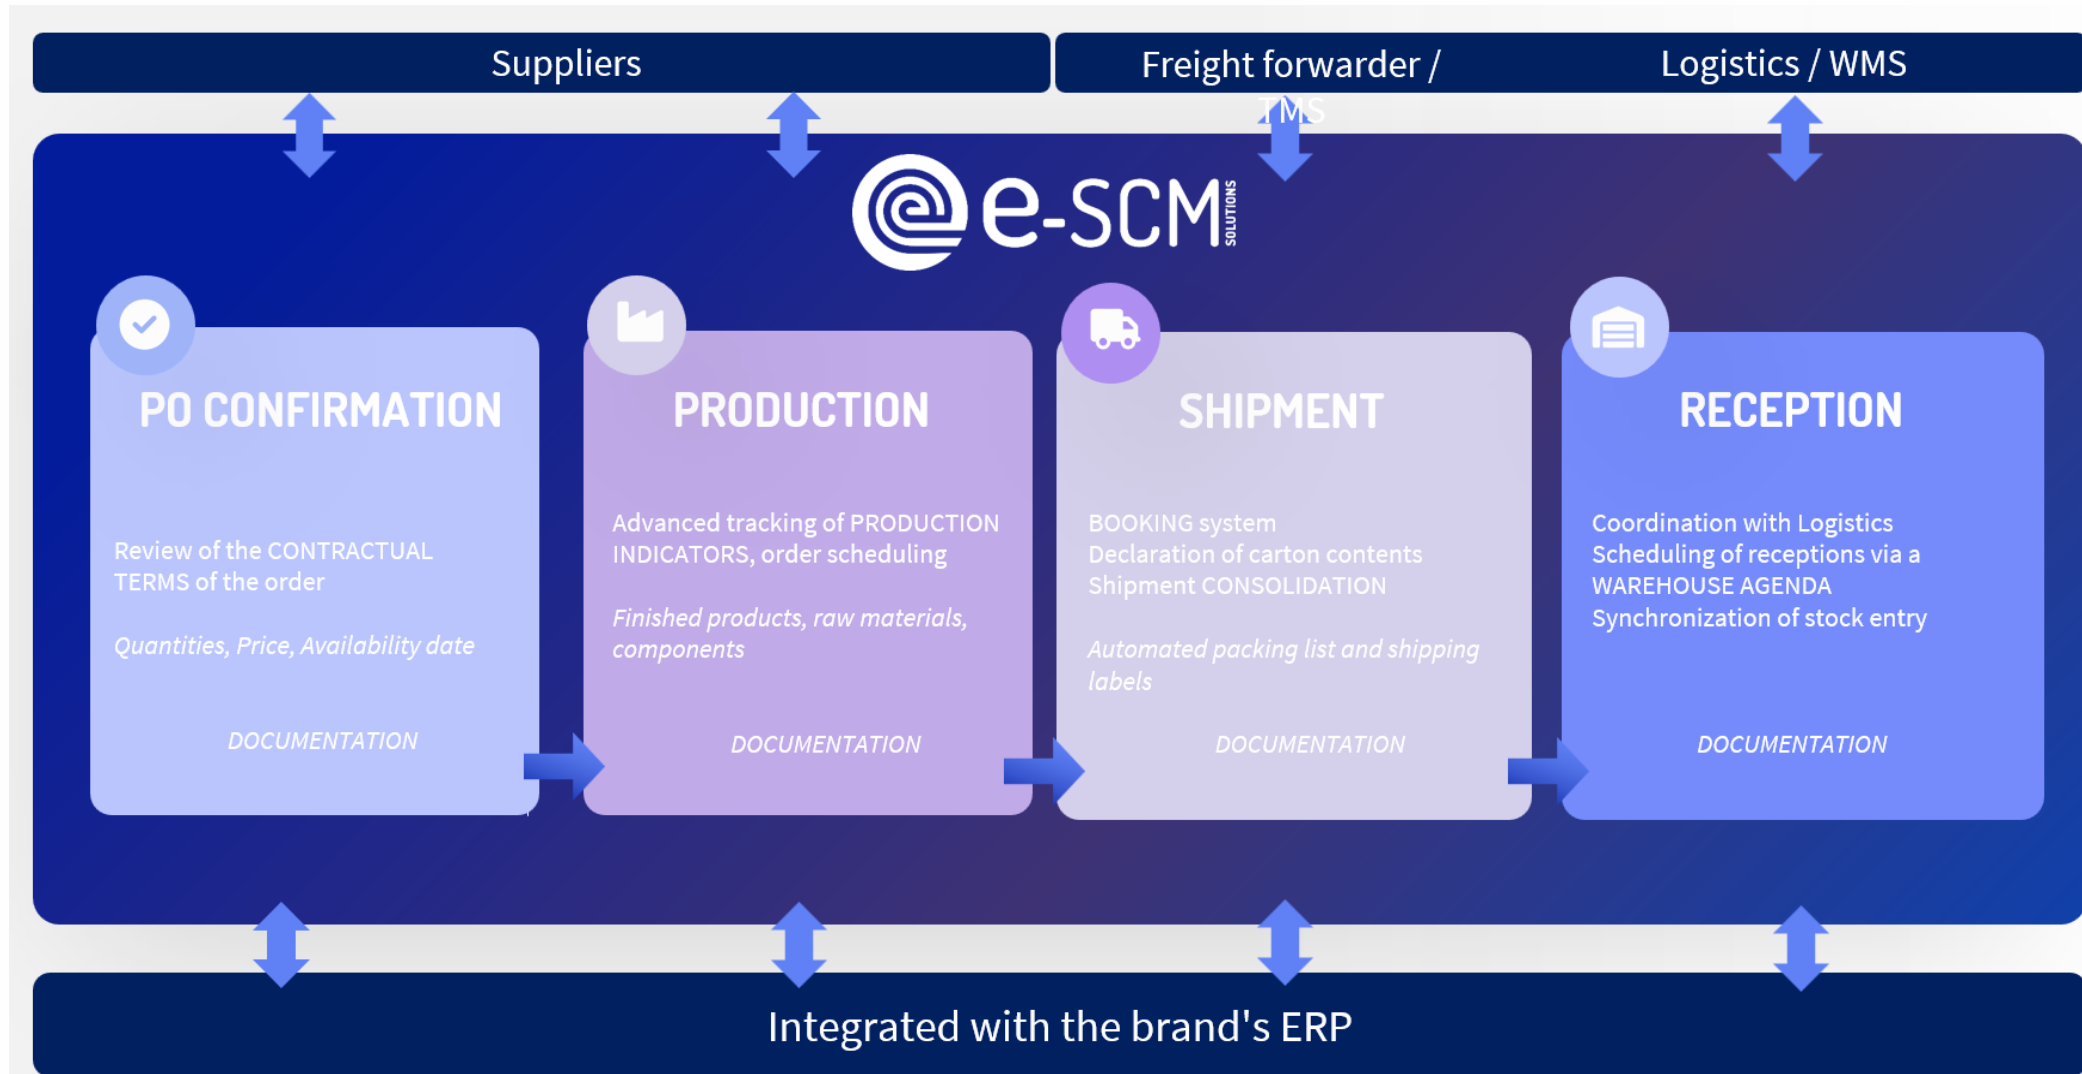 Suppliers
Freight forwarder /
TMS
Logistics / WMS
e-SCM
SOLUTIONS
PO CONFIRMATION
Review of the CONTRACTUAL
TERMS of the order
Quantities, Price, Availability date
DOCUMENTATION
PRODUCTION
Advanced tracking of PRODUCTION
INDICATORS, order scheduling
Finished products, raw materials,
components
DOCUMENTATION
SHIPMENT
BOOKING system
Declaration of carton contents
Shipment CONSOLIDATION
Automated packing list and shipping
labels
DOCUMENTATION
RECEPTION
Coordination with Logistics
Scheduling of receptions via a
WAREHOUSE AGENDA
Synchronization of stock entry
DOCUMENTATION
Integrated with the brand's ERP